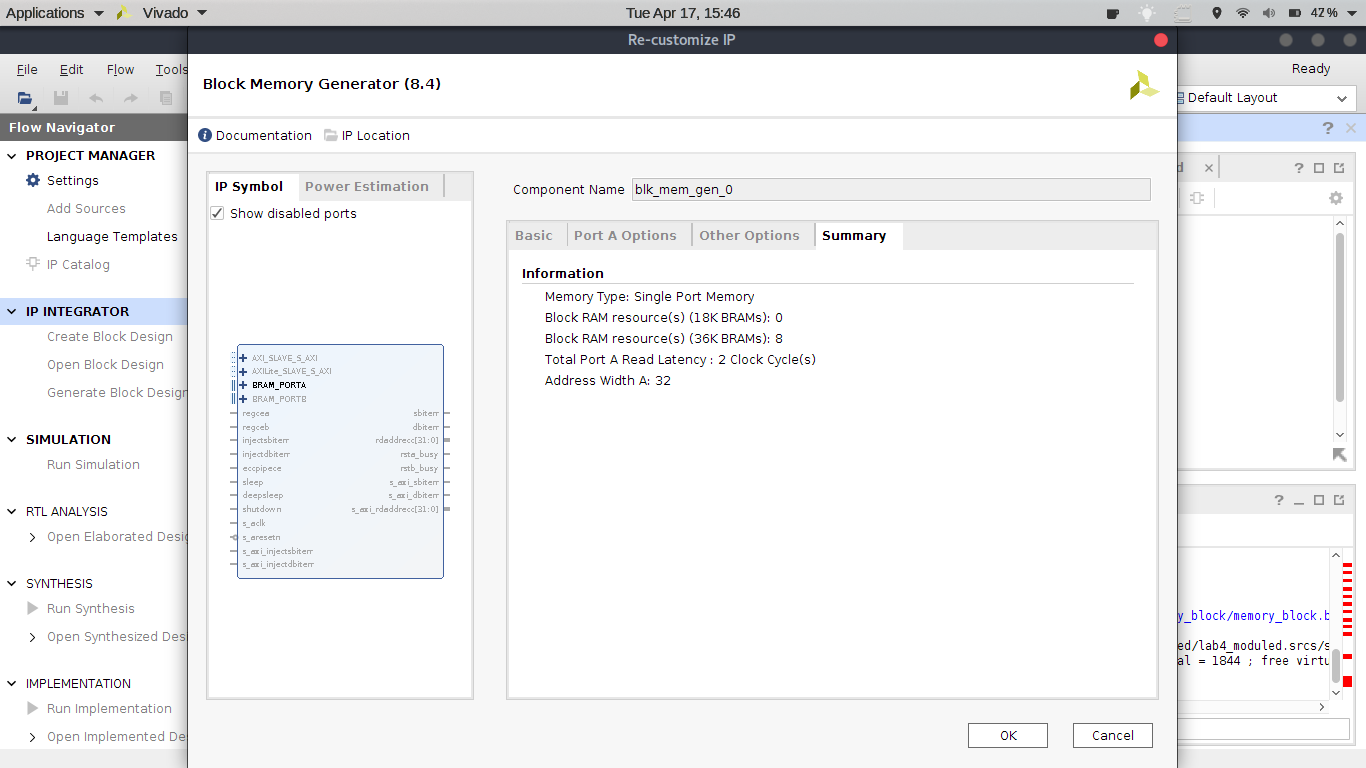 Applications Vivado Tue Apr 17, 15:46 42%
Re-customize IP
File Edit Flow Tools Ready
Block Memory Generator (8.4)
Default Layout
Flow Navigator
Documentation IP Location
PROJECT MANAGER
Settings
Add Sources
Language Templates
IP Catalog
IP INTEGRATOR
Create Block Design
Open Block Design
Generate Block Design
SIMULATION
Run Simulation
RTL ANALYSIS
Open Elaborated Desi
SYNTHESIS
Run Synthesis
Open Synthesized Des
IMPLEMENTATION
Run Implementation
Open Implemented De
IP Symbol Power Estimation
Show disabled ports
AXI_SLAVE_S_AXI
AXILite_SLAVE_S_AXI
BRAM_PORTA
BRAM_PORTB
regcea sbiterr
regceb dbiterr
injectsbiterr rdaddrecc[31:0]
injectdbiterr rsta_busy
eccpipece rstb_busy
sleep s_axi_sbiterr
deepsleep s_axi_dbiterr
shutdown s_axi_rdaddrecc[31:0]
s_aclk
s_aresetn
s_axi_injectsbiterr
s_axi_injectdbiterr
Component Name blk_mem_gen_0
Basic Port A Options Other Options Summary
Information
Memory Type: Single Port Memory
Block RAM resource(s) (18K BRAMs): 0
Block RAM resource(s) (36K BRAMs): 8
Total Port A Read Latency : 2 Clock Cycle(s)
Address Width A: 32
OK Cancel
d
y_block/memory_block.b
ed/lab4_moduled.srcs/s
al = 1844 ; free virtu